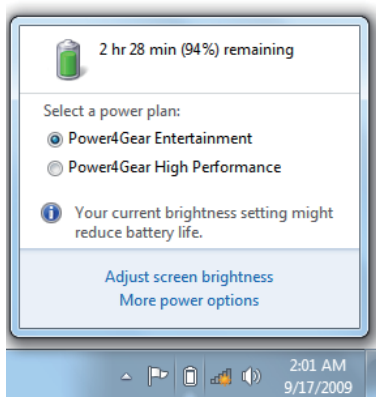 2 hr 28 min (94%) remaining
Select a power plan:
Power4Gear Entertainment
Power4Gear High Performance
Your current brightness setting might
reduce battery life.
Adjust screen brightness
More power options
2:01 AM
9/17/2009